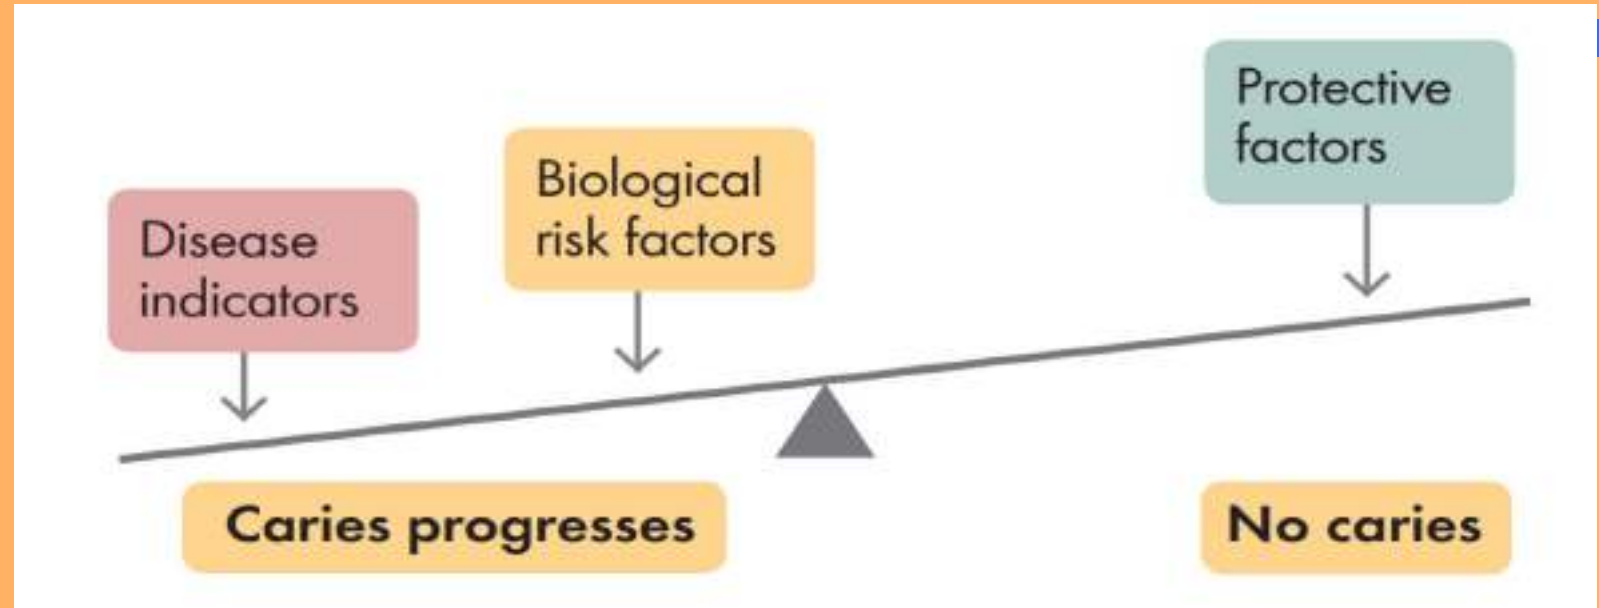 Disease
indicators
Biological
risk factors
Protective
factors
Caries progresses
No caries